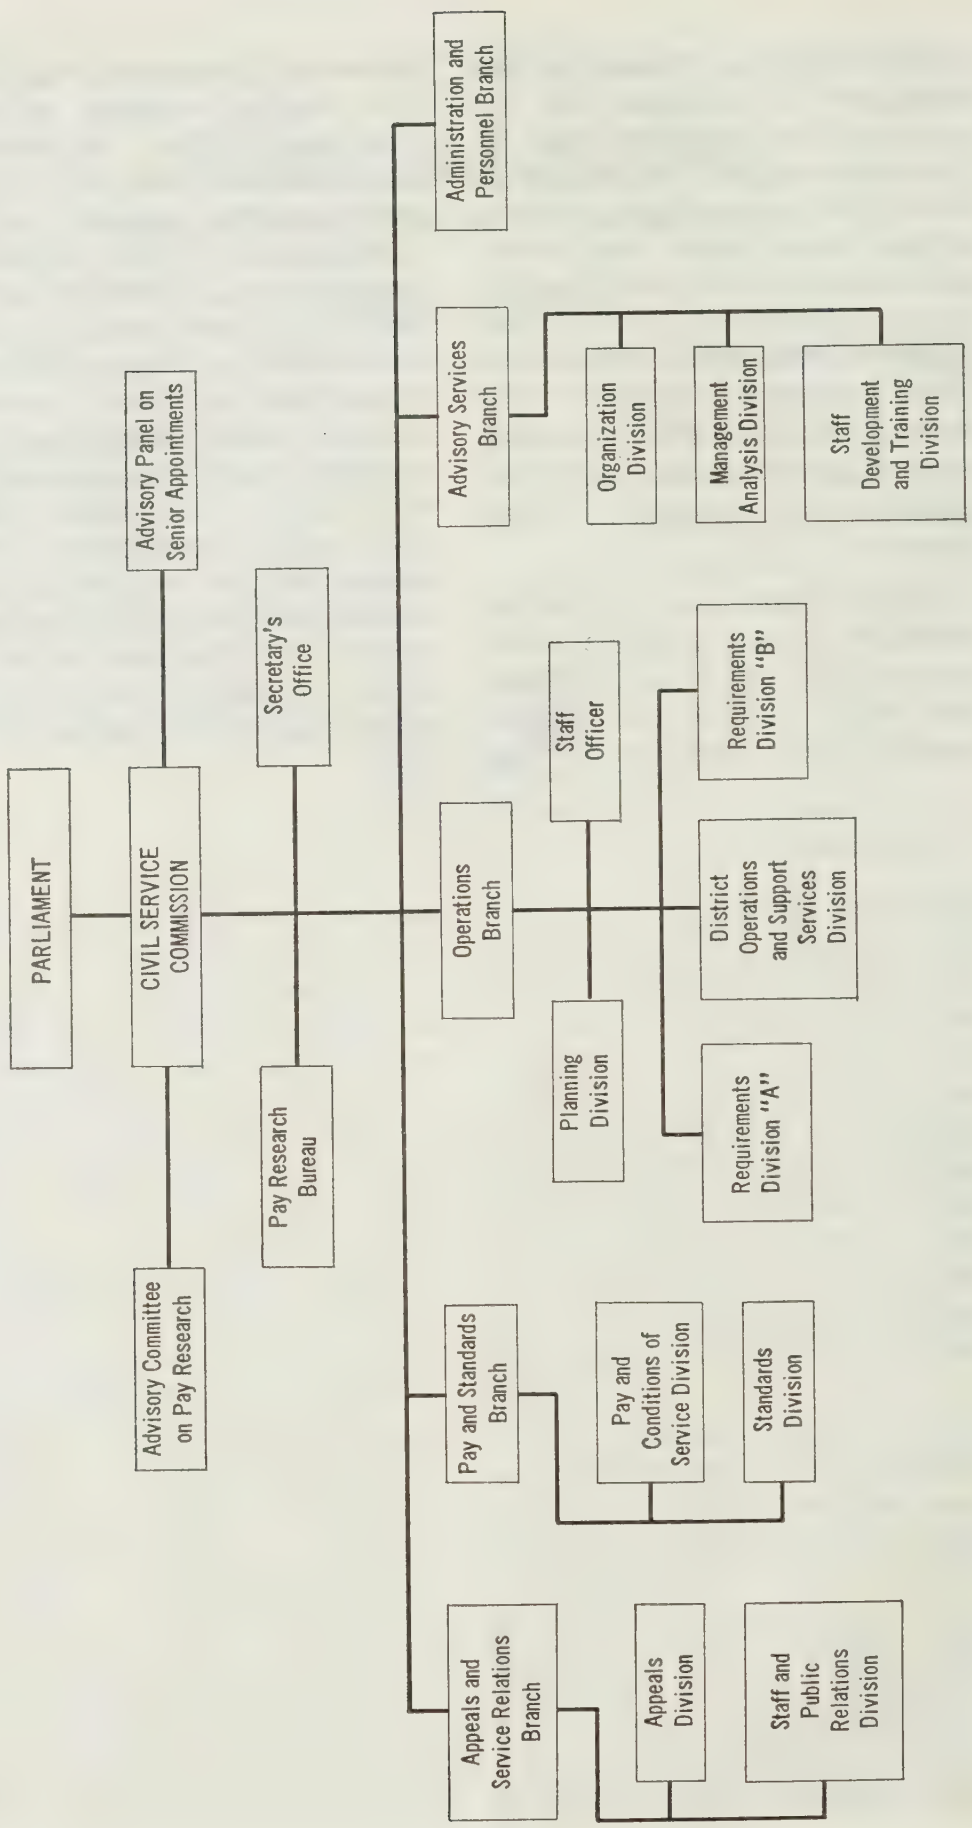 PARLIAMENT
CIVIL SERVICE
COMMISSION
Advisory Committee
on Pay Research
Advisory Panel on
Senior Appointments
Pay Research
Bureau
Secretary's
Office
Appeals and
Service Relations
Branch
Pay and Standards
Branch
Operations
Branch
Advisory Services
Branch
Administration and
Personnel Branch
Appeals
Division
Staff and
Public
Relations
Division
Pay and
Conditions of
Service Division
Standards
Division
Planning
Division
Staff
Officer
Requirements
Division "A"
District
Operations
and Support
Services
Division
Requirements
Division "B"
Organization
Division
Management
Analysis Division
Staff
Development
and Training
Division